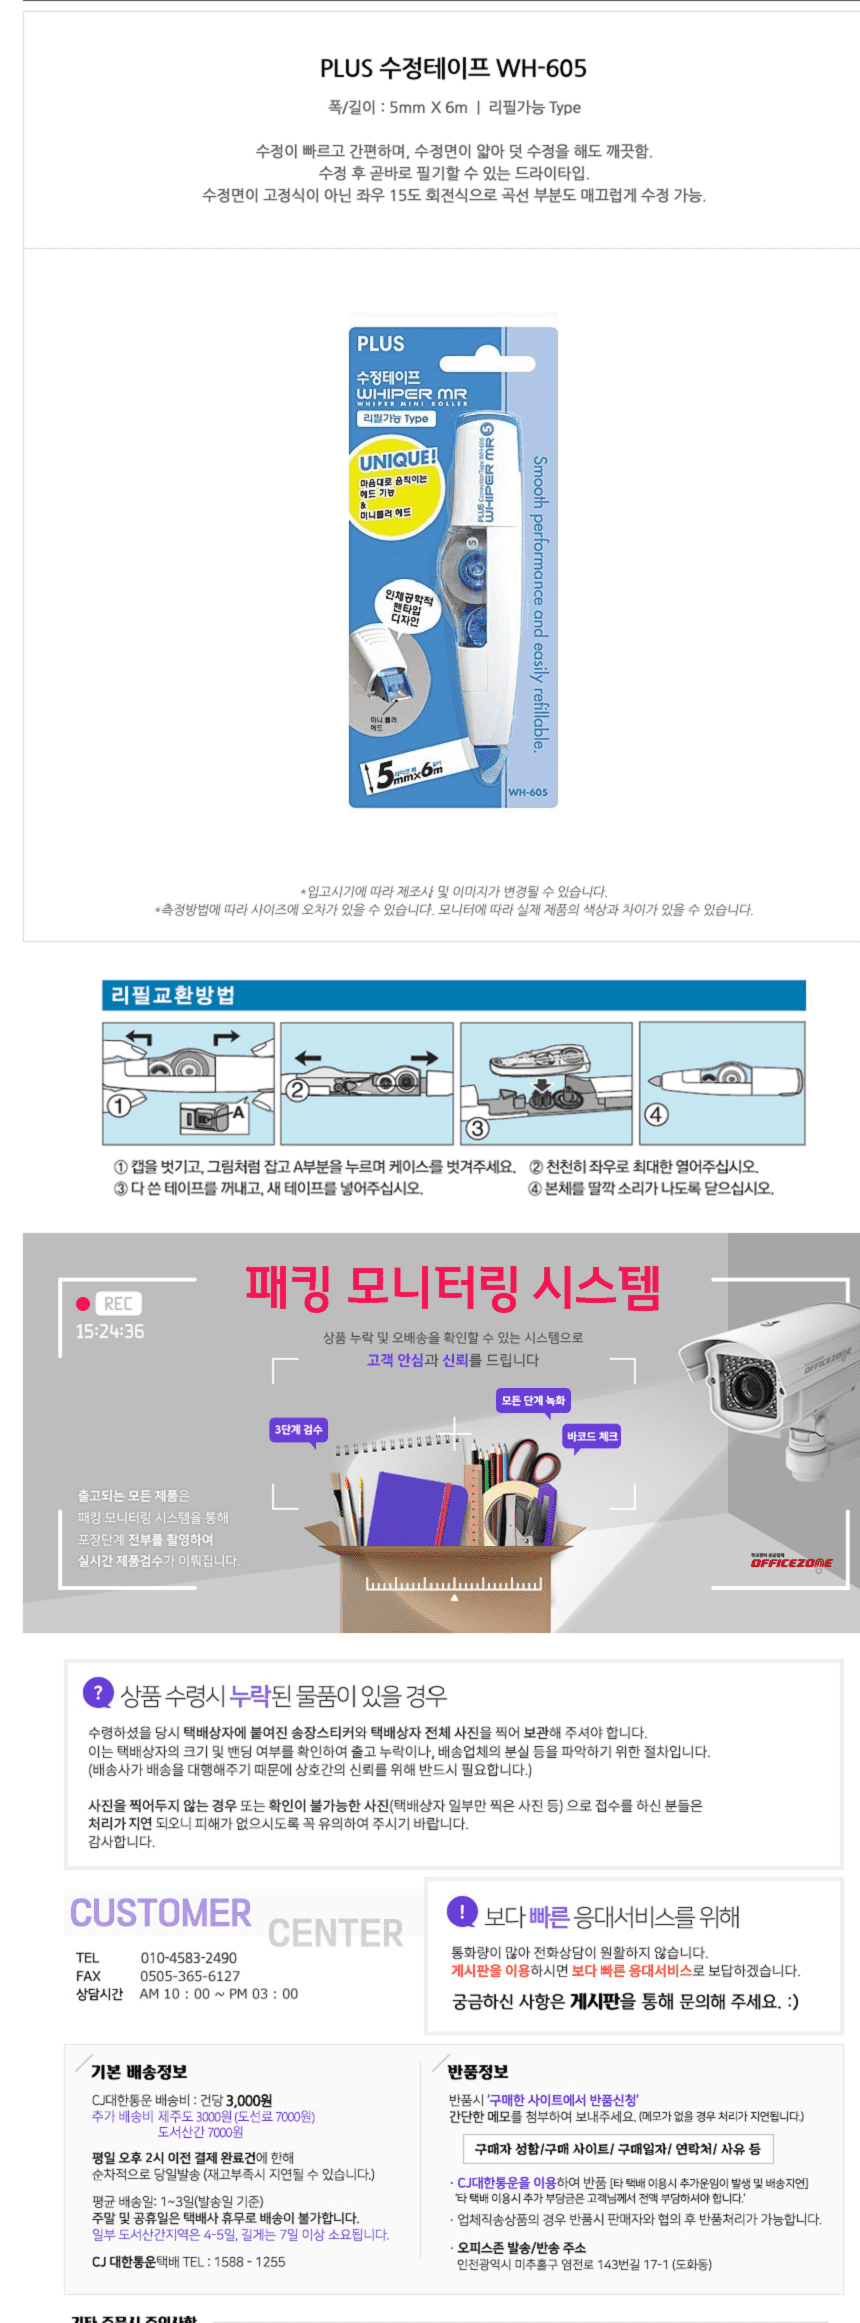 PLUS 수정테이프 WH-605
폭/길이 : 5mm X 6m | 리필가능 Type
수정이 빠르고 간편하며, 수정면이 얇아 덧 수정을 해도 깨끗함.
수정 후 곧바로 필기할 수 있는 드라이타입.
수정면이 고정식이 아닌 좌우 15도 회전식으로 곡선 부분도 매끄럽게 수정 가능.
PLUS
수정테이프
WHIPER MR
WHIPER MINI ROLLER
리필가능 Type
UNIQUE!
마음대로 움직이는
헤드 기능
&
미니롤러 헤드
PLUS Correction Tape WH-605
WHIPER MR 5
5
Smooth performance and easily refillable.
인체공학적
펜타입
디자인
미니 롤러
헤드
5mmx6m
WH-605
*입고시기에 따라 제조사 및 이미지가 변경될 수 있습니다.
*측정방법에 따라 사이즈에 오차가 있을 수 있습니다. 모니터에 따라 실제 제품의 색상과 차이가 있을 수 있습니다.
리필교환방법
① A
②
③
④
① 캡을 벗기고, 그림처럼 잡고 A부분을 누르며 케이스를 벗겨주세요. ② 천천히 좌우로 최대한 열어주십시오.
③ 다 쓴 테이프를 꺼내고, 새 테이프를 넣어주십시오. ④ 본체를 딸깍 소리가 나도록 닫으십시오.
패킹 모니터링 시스템
REC
15:24:36
상품 누락 및 오배송을 확인할 수 있는 시스템으로
고객 안심과 신뢰를 드립니다
OFFICEZONE
모든 단계 녹화
3단계 검수
바코드 체크
출고되는 모든 제품은
패킹 모니터링 시스템을 통해
포장단계 전부를 촬영하여
실시간 제품검수가 이뤄집니다.
OFFICEZONE
? 상품 수령시 누락된 물품이 있을 경우
수령하셨을 당시 택배상자에 붙여진 송장스티커와 택배상자 전체 사진을 찍어 보관해 주셔야 합니다.
이는 택배상자의 크기 및 밴딩 여부를 확인하여 출고 누락이나, 배송업체의 분실 등을 파악하기 위한 절차입니다.
(배송사가 배송을 대행해주기 때문에 상호간의 신뢰를 위해 반드시 필요합니다.)
사진을 찍어두지 않는 경우 또는 확인이 불가능한 사진(택배상자 일부만 찍은 사진 등) 으로 접수를 하신 분들은
처리가 지연 되오니 피해가 없으시도록 꼭 유의하여 주시기 바랍니다.
감사합니다.
CUSTOMER
CENTER
TEL 010-4583-2490
FAX 0505-365-6127
상담시간 AM 10 : 00 ~ PM 03 : 00
! 보다 빠른 응대서비스를 위해
통화량이 많아 전화상담이 원활하지 않습니다.
게시판을 이용하시면 보다 빠른 응대서비스로 보답하겠습니다.
궁금하신 사항은 게시판을 통해 문의해 주세요. :)
기본 배송정보
CJ대한통운 배송비 : 건당 3,000원
추가 배송비 제주도 3000원 (도선료 7000원)
도서산간 7000원
평일 오후 2시 이전 결제 완료건에 한해
순차적으로 당일발송 (재고부족시 지연될 수 있습니다.)
평균 배송일: 1~3일(발송일 기준)
주말 및 공휴일은 택배사 휴무로 배송이 불가합니다.
일부 도서산간지역은 4-5일, 길게는 7일 이상 소요됩니다.
CJ 대한통운택배 TEL : 1588 - 1255
반품정보
반품시 '구매한 사이트에서 반품신청'
간단한 메모를 첨부하여 보내주세요. (메모가 없을 경우 처리가 지연됩니다.)
구매자 성함/구매 사이트/ 구매일자/ 연락처/ 사유 등
· CJ대한통운을 이용하여 반품 [타 택배 이용시 추가운임이 발생 및 배송지연]
'타 택배 이용시 추가 부담금은 고객님께서 전액 부담하셔야 합니다.'
· 업체직송상품의 경우 반품시 판매자와 협의 후 반품처리가 가능합니다.
· 오피스존 발송/반송 주소
인천광역시 미추홀구 염전로 143번길 17-1 (도화동)
기타 주문시 주의사항